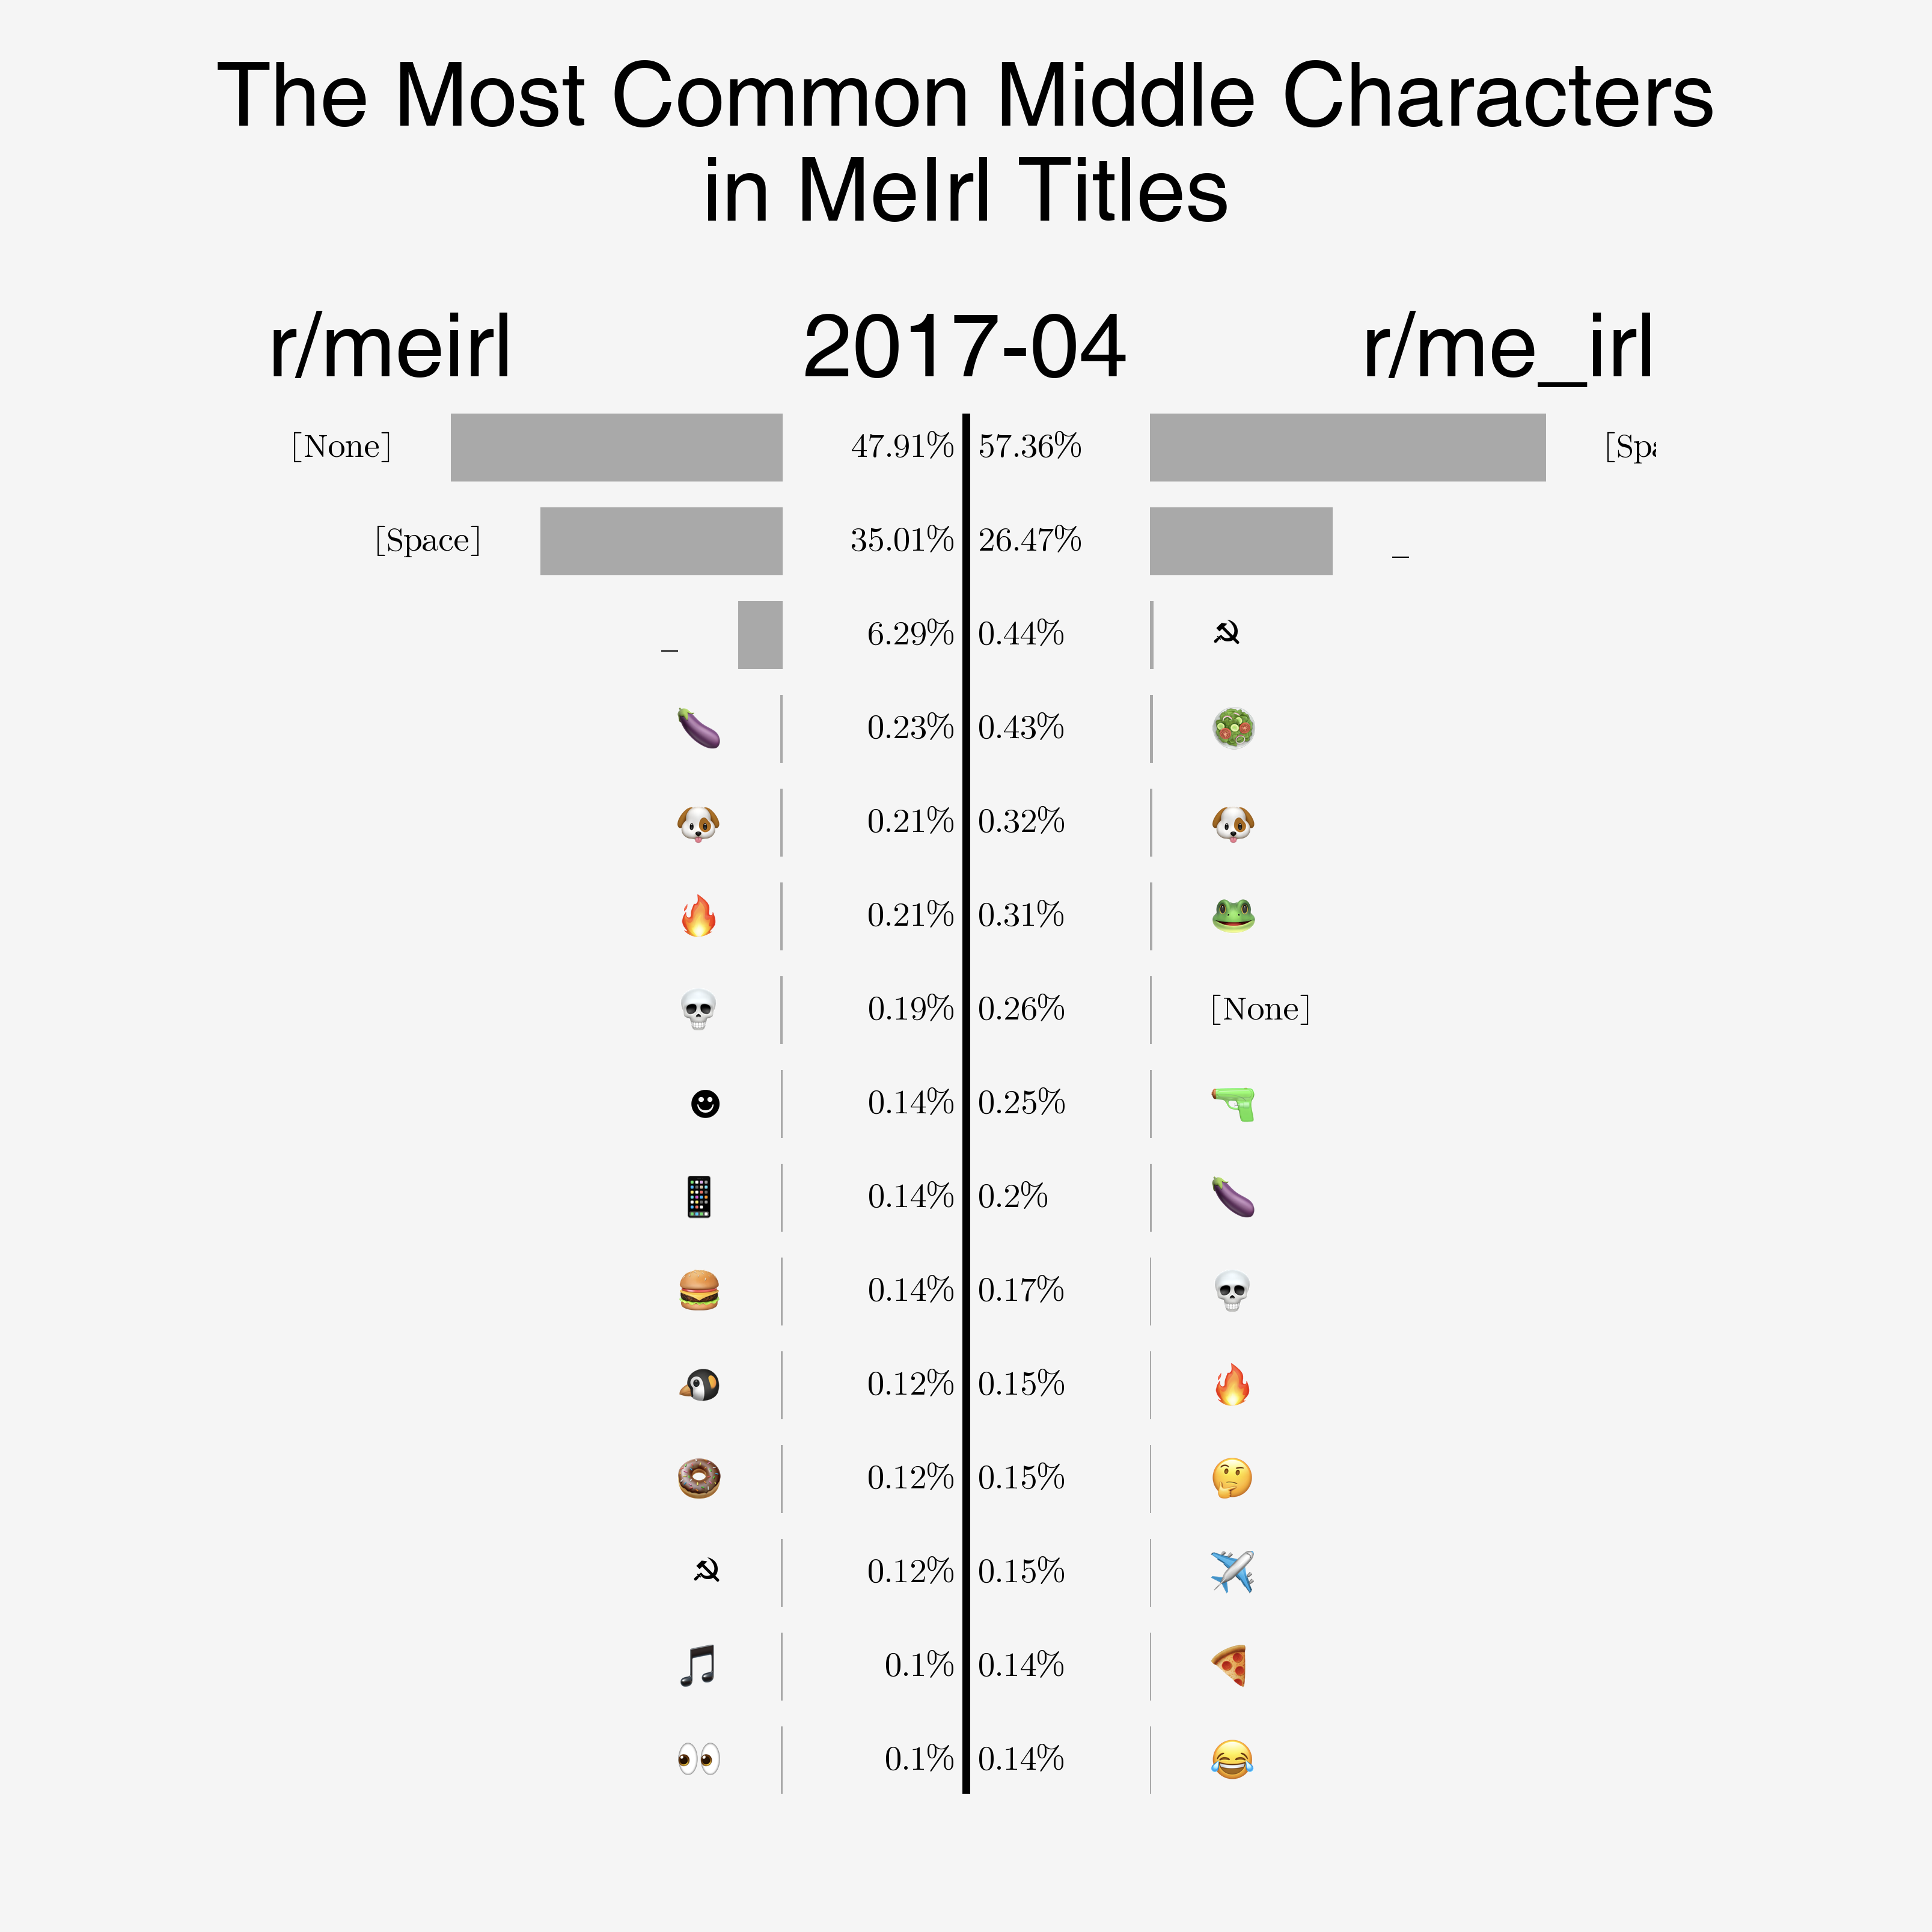 The Most Common Middle Characters
in MeIrl Titles
r/meirl 2017-04 r/me_irl
[None] 47.91% 57.36%
[Space] 35.01% 26.47% _
_ 6.29% 0.44% ☭
🍆 0.23% 0.43% 🥗
🐶 0.21% 0.32% 🐶
🔥 0.21% 0.31% 🐸
💀 0.19% 0.26% [None]
☻ 0.14% 0.25% 🔫
📱 0.14% 0.2% 🍆
🍔 0.14% 0.17% 💀
🐧 0.12% 0.15% 🔥
🍩 0.12% 0.15% 🤔
☭ 0.12% 0.15% ✈️
🎵 0.1% 0.14% 🍕
👀 0.1% 0.14% 😂